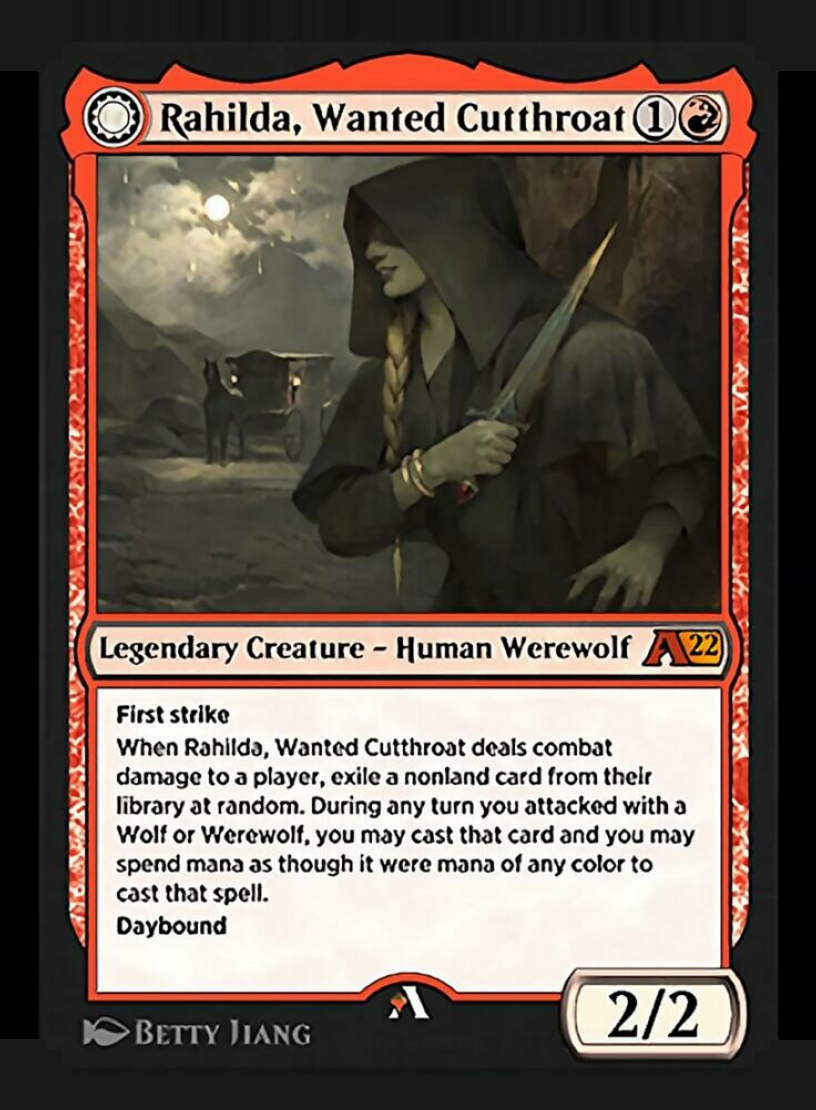 Rahilda, Wanted Cutthroat 1
Legendary Creature – Human Werewolf A22
First strike
When Rahilda, Wanted Cutthroat deals combat
damage to a player, exile a nonland card from their
library at random. During any turn you attacked with a
Wolf or Werewolf, you may cast that card and you may
spend mana as though it were mana of any color to
cast that spell.
Daybound
2/2
BETTY JIANG